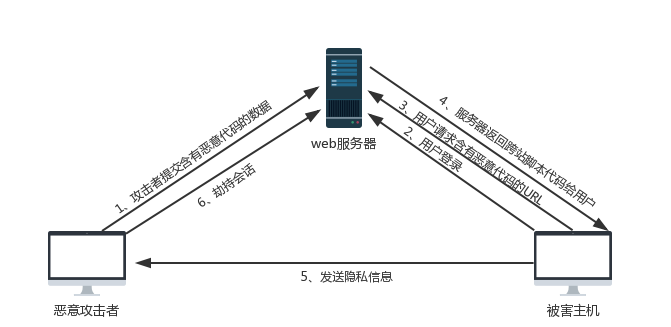 web服务器
4、服务器返回跨站脚本代码给用户
3、用户请求含有恶意代码的URL
2、用户登录
1、攻击者提交含有恶意代码的数据
6、劫持会话
5、发送隐私信息
恶意攻击者
被害主机